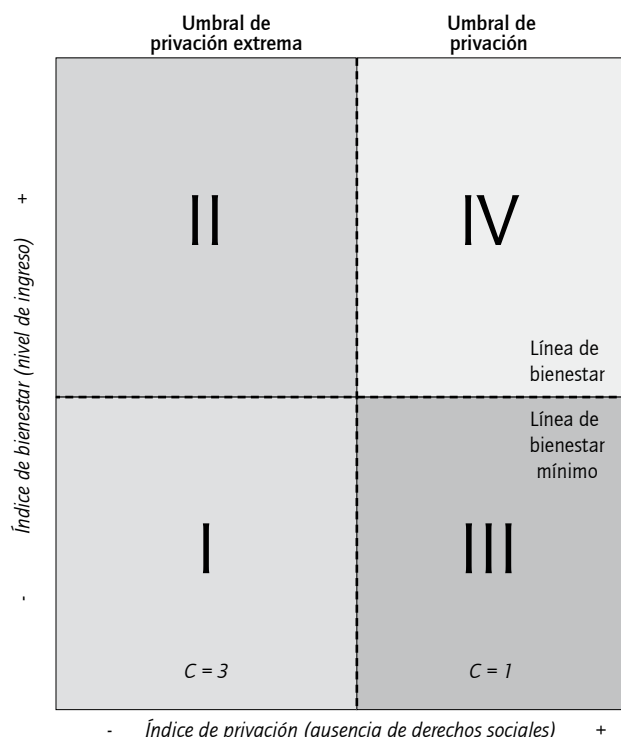 Umbral de
privación extrema
Umbral de
privación
+
Índice de bienestar (nivel de ingreso)
-
II
IV
Línea de
bienestar
Línea de
bienestar
mínimo
I
III
C = 3
C = 1
- Índice de privación (ausencia de derechos sociales) +